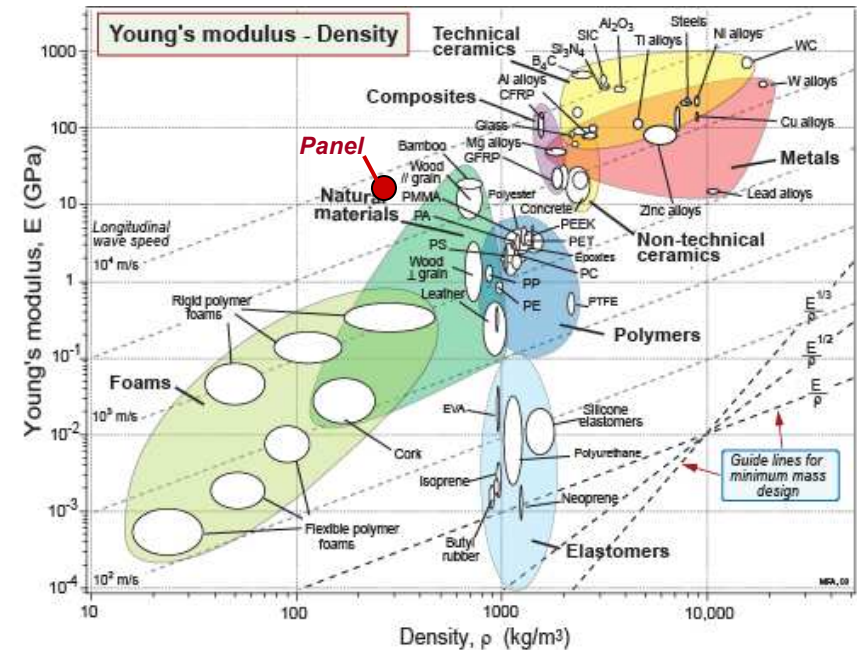 Young's modulus - Density
Technical
ceramics
Composites
Natural
materials
Foams
Metals
Non-technical
ceramics
Polymers
Elastomers
Panel
Al2O3
Steels
SiC
Si3N4
Ti alloys
Ni alloys
B4C
WC
Al alloys
CFRP
W alloys
Glass
Mg alloys
GFRP
Cu alloys
Bamboo
Wood
// grain
PMMA
PA
Polyester
Concrete
Zinc alloys
Lead alloys
PEEK
PET
Epoxies
PC
PS
Wood
⊥ grain
PP
PE
PTFE
Leather
Longitudinal
wave speed
10⁴ m/s
Rigid polymer
foams
10³ m/s
Cork
EVA
Silicone
elastomers
Polyurethane
Isoprene
Neoprene
Butyl
rubber
Flexible polymer
foams
10² m/s
E^1/3
ρ
E^1/2
ρ
E
ρ
Guide lines for
minimum mass
design
MFA, 03
Young's modulus, E (GPa)
1000
100
10
1
10⁻¹
10⁻²
10⁻³
10⁻⁴
10
100
1000
10,000
Density, ρ (kg/m³)